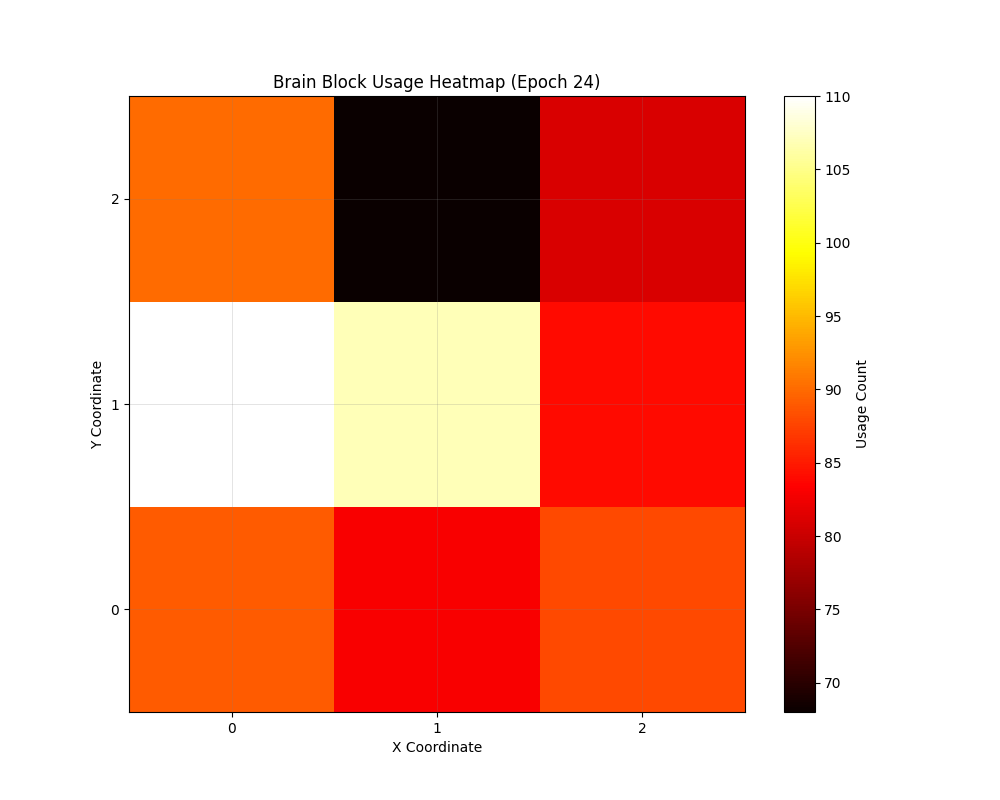 Brain Block Usage Heatmap (Epoch 24)
Y Coordinate
2
1
0
0 1 2
X Coordinate
110
105
100
95
90
85
80
75
70
Usage Count